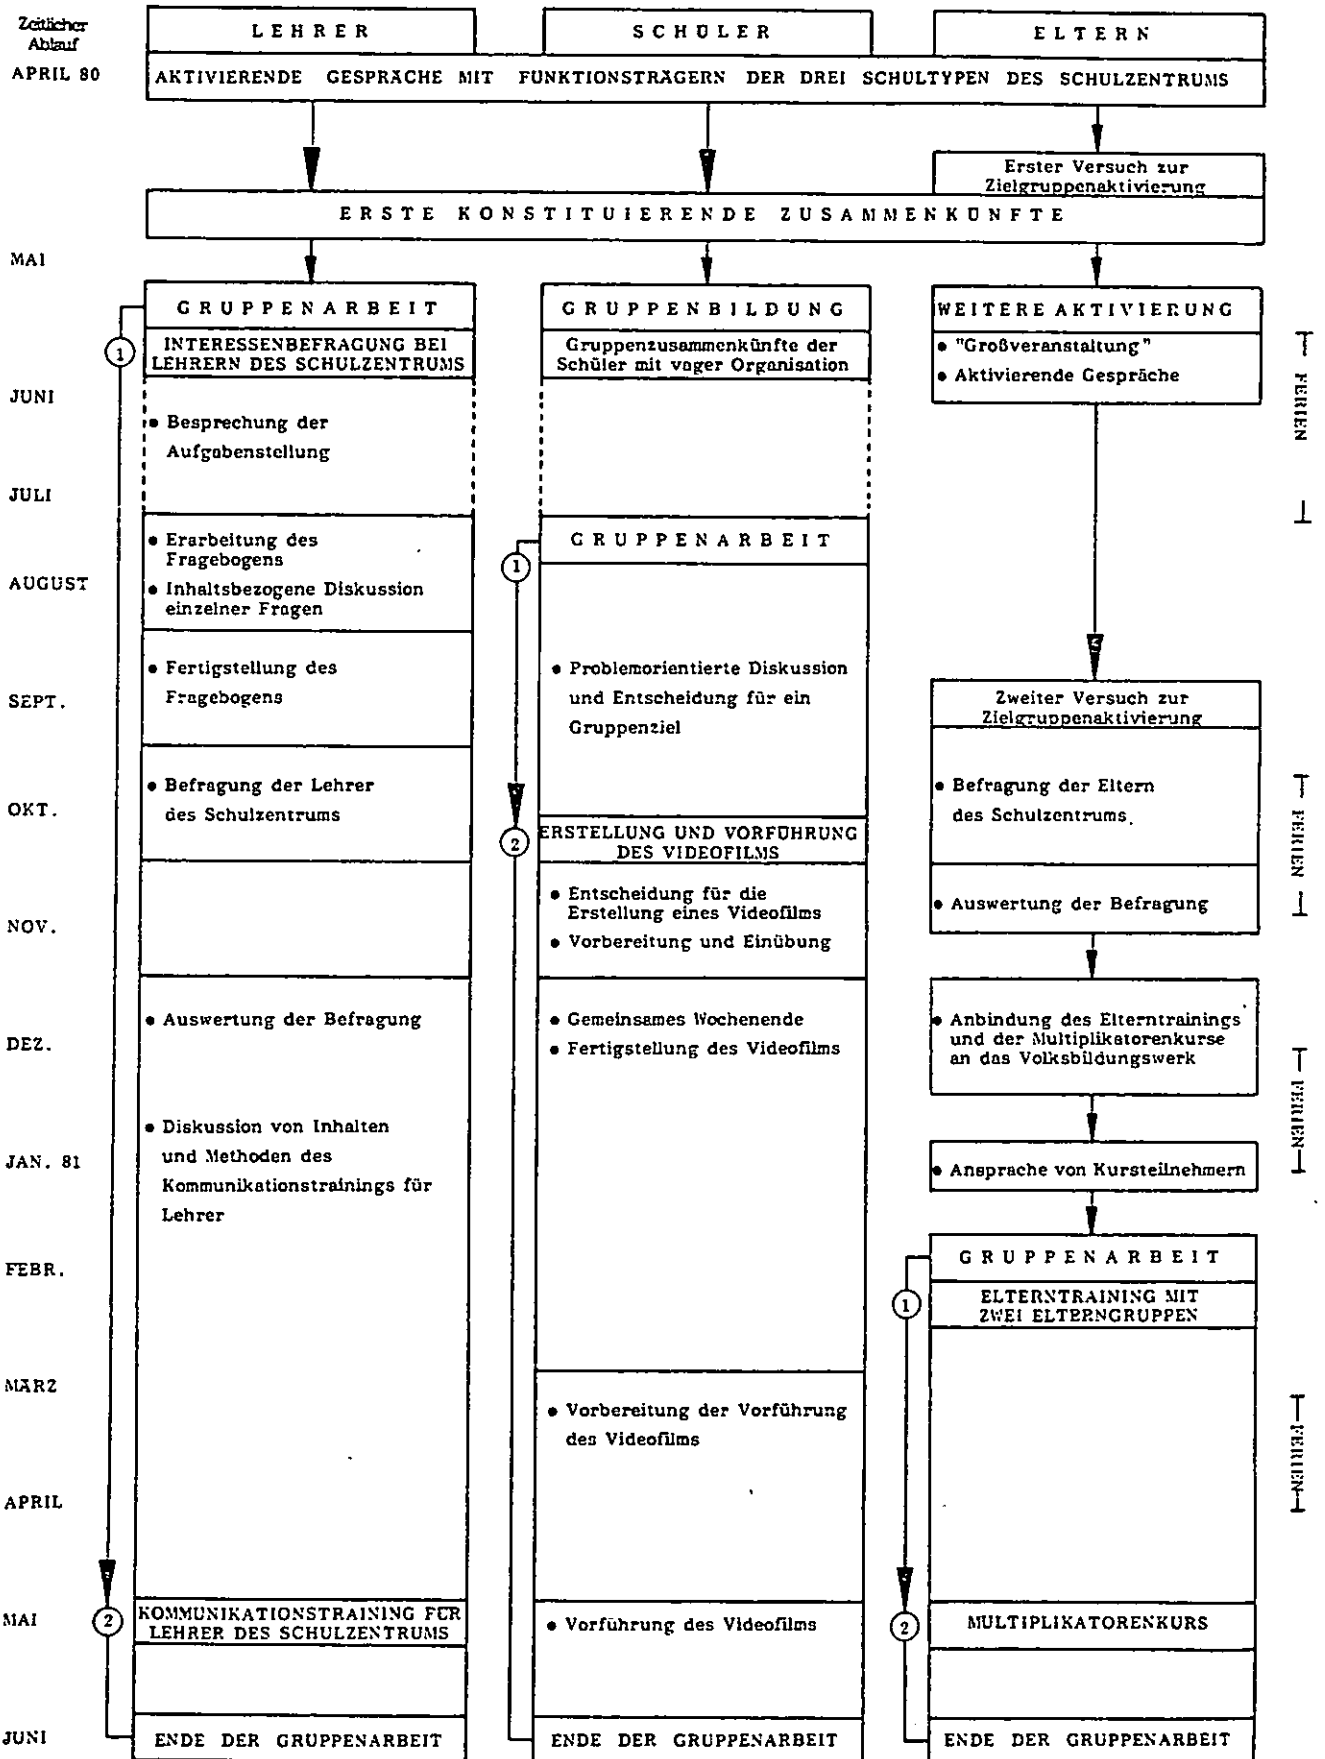 Zeitlicher
Ablauf
LEHRER
SCHÜLER
ELTERN
APRIL 80
AKTIVIERENDE GESPRÄCHE MIT FUNKTIONSTRÄGERN DER DREI SCHULTYPEN DES SCHULZENTRUMS
Erster Versuch zur
Zielgruppenaktivierung
ERSTE KONSTITUIERENDE ZUSAMMENKÜNFTE
MAI
GRUPPENARBEIT
1
INTERESSENBEFRAGUNG BEI
LEHRERN DES SCHULZENTRUMS
GRUPPENBILDUNG
Gruppenzusammenkünfte der
Schüler mit vager Organisation
WEITERE AKTIVIERUNG
• "Großveranstaltung"
• Aktivierende Gespräche
FERIEN
JUNI
• Besprechung der
Aufgabenstellung
JULI
• Erarbeitung des
Fragebogens
• Inhaltsbezogene Diskussion
einzelner Fragen
GRUPPENARBEIT
1
AUGUST
• Fertigstellung des
Fragebogens
• Problemorientierte Diskussion
und Entscheidung für ein
Gruppenziel
SEPT.
Zweiter Versuch zur
Zielgruppenaktivierung
• Befragung der Lehrer
des Schulzentrums
• Befragung der Eltern
des Schulzentrums.
OKT.
FERIEN
2
ERSTELLUNG UND VORFÜHRUNG
DES VIDEOFILMS
• Entscheidung für die
Erstellung eines Videofilms
• Vorbereitung und Einübung
• Auswertung der Befragung
NOV.
• Auswertung der Befragung
• Gemeinsames Wochenende
• Fertigstellung des Videofilms
• Anbindung des Elterntrainings
und der Multiplikatorenkurse
an das Volksbildungswerk
DEZ.
FERIEN
• Diskussion von Inhalten
und Methoden des
Kommunikationstrainings für
Lehrer
JAN. 81
• Ansprache von Kursteilnehmern
FEBR.
GRUPPENARBEIT
1
ELTERNTRAINING MIT
ZWEI ELTERNGRUPPEN
MÄRZ
• Vorbereitung der Vorführung
des Videofilms
FERIEN
APRIL
MAI
2
KOMMUNIKATIONSTRAINING FÜR
LEHRER DES SCHULZENTRUMS
• Vorführung des Videofilms
2
MULTIPLIKATORENKURS
JUNI
ENDE DER GRUPPENARBEIT
ENDE DER GRUPPENARBEIT
ENDE DER GRUPPENARBEIT